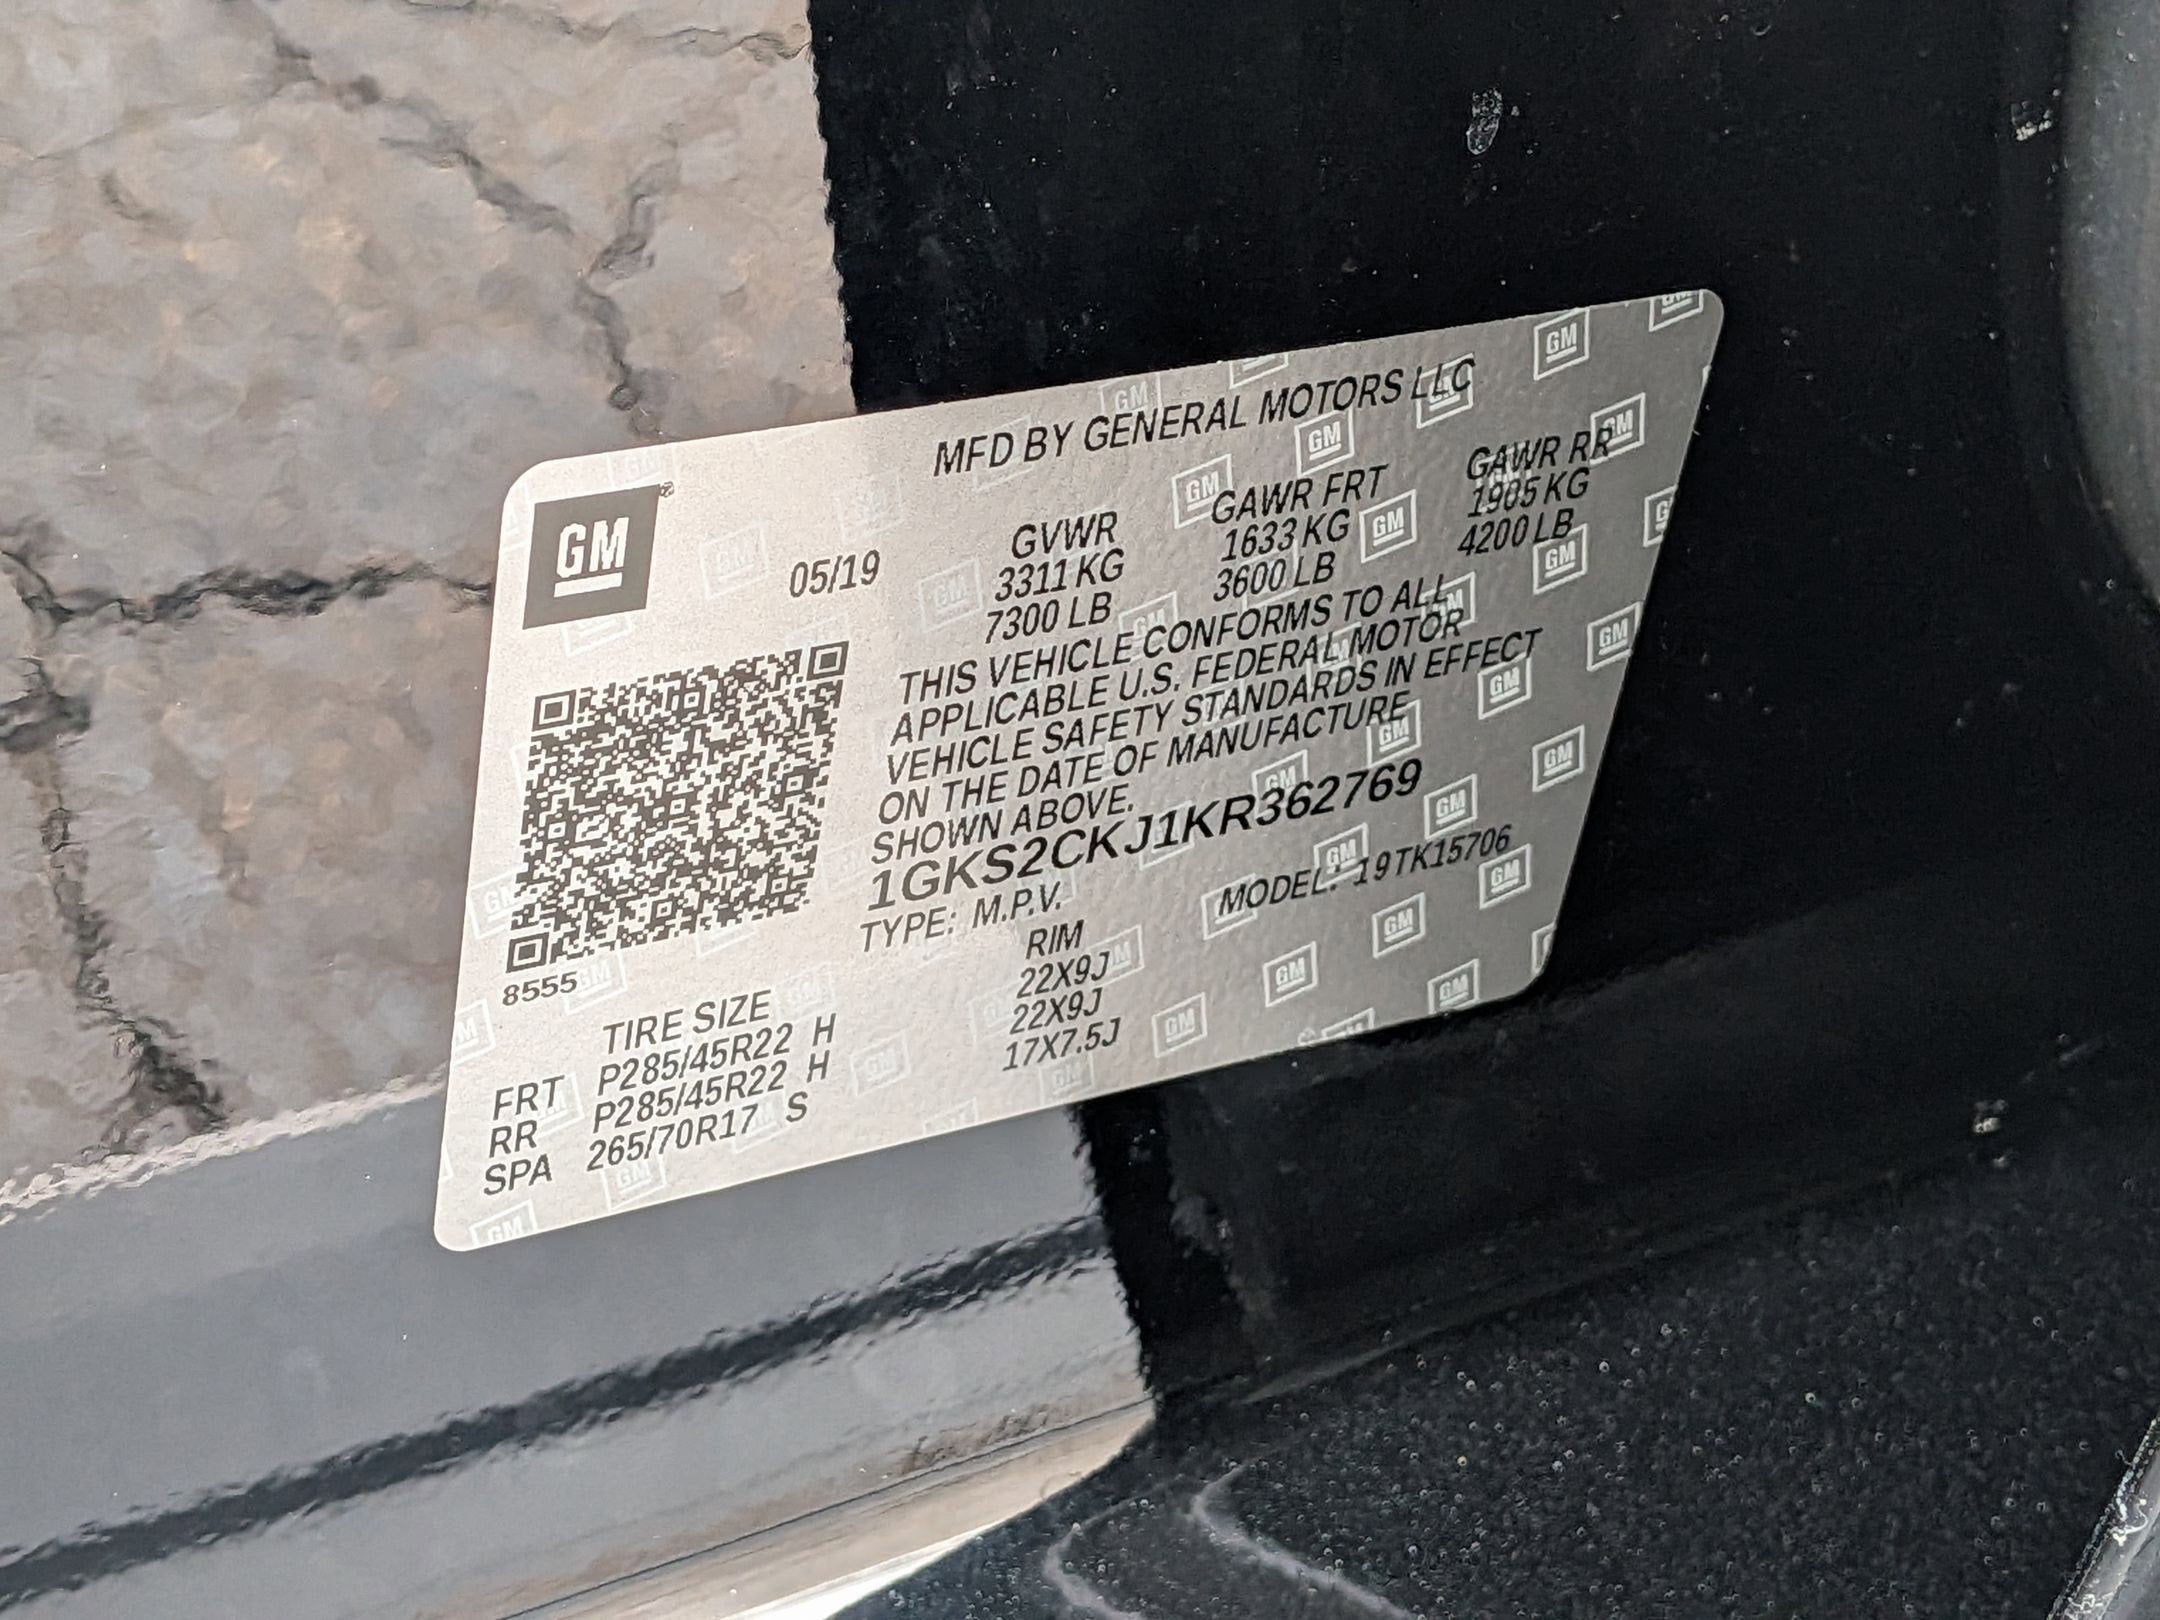 MFD BY GENERAL MOTORS LLC
GM
05/19
GVWR
3311 KG
7300 LB
GAWR FRT
1633 KG
3600 LB
GAWR RR
1905 KG
4200 LB
THIS VEHICLE CONFORMS TO ALL
APPLICABLE U.S. FEDERAL MOTOR
VEHICLE SAFETY STANDARDS IN EFFECT
ON THE DATE OF MANUFACTURE
SHOWN ABOVE.
1GKS2CKJ1KR362769
TYPE: M.P.V. MODEL: 19TK15706
8555
TIRE SIZE RIM
FRT P285/45R22 H 22X9J
RR P285/45R22 H 22X9J
SPA 265/70R17 S 17X7.5J